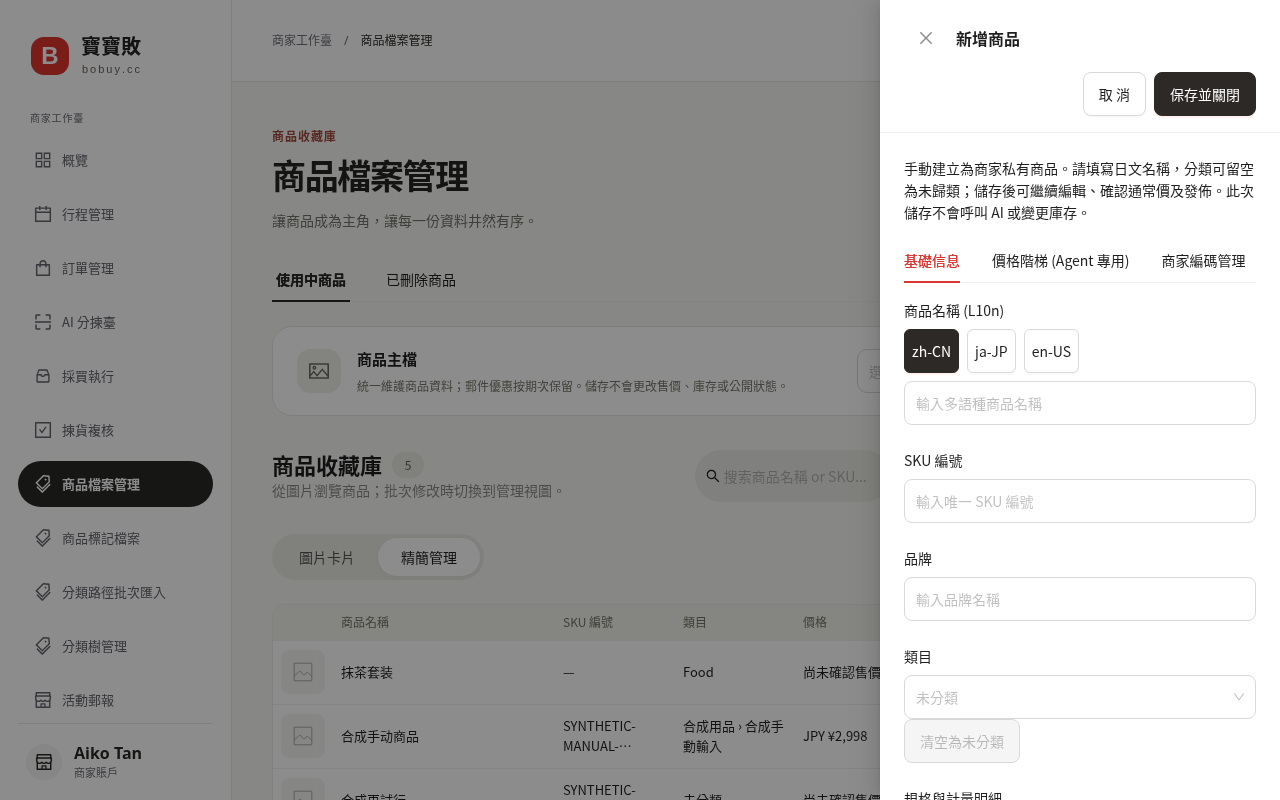 B
寶寶敗
bobuy.cc
商家工作臺
概覽
行程管理
訂單管理
AI 分揀臺
採買執行
揀貨複核
商品檔案管理
商品標記檔案
分類路徑批次匯入
分類樹管理
活動郵報
Aiko Tan
商家賬戶
商家工作臺 / 商品檔案管理
商品收藏庫
商品檔案管理
讓商品成為主角，讓每一份資料井然有序。
使用中商品
已刪除商品
商品主檔
統一維護商品資料；郵件優惠按期次保留。儲存不會更改售價、庫存或公開狀態。
商品收藏庫 5
從圖片瀏覽商品；批次修改時切換到管理視圖。
搜索商品名稱 or SKU...
圖片卡片
精簡管理
商品名稱 SKU 編號 類目 價格
抹茶套装 — Food 尚未確認售價
合成手动商品 SYNTHETIC-MANUAL-… 合成用品 › 合成手動輸入 JPY ¥2,998
SYNTHETIC-
新增商品
取 消
保存並關閉
手動建立為商家私有商品。請填寫日文名稱，分類可留空
為未歸類；儲存後可繼續編輯、確認通常價及發佈。此次
儲存不會呼叫 AI 或變更庫存。
基礎信息
價格階梯 (Agent 專用)
商家編碼管理
商品名稱 (L10n)
zh-CN
ja-JP
en-US
輸入多語種商品名稱
SKU 編號
輸入唯一 SKU 編號
品牌
輸入品牌名稱
類目
未分類
清空為未分類
規格與計量明細